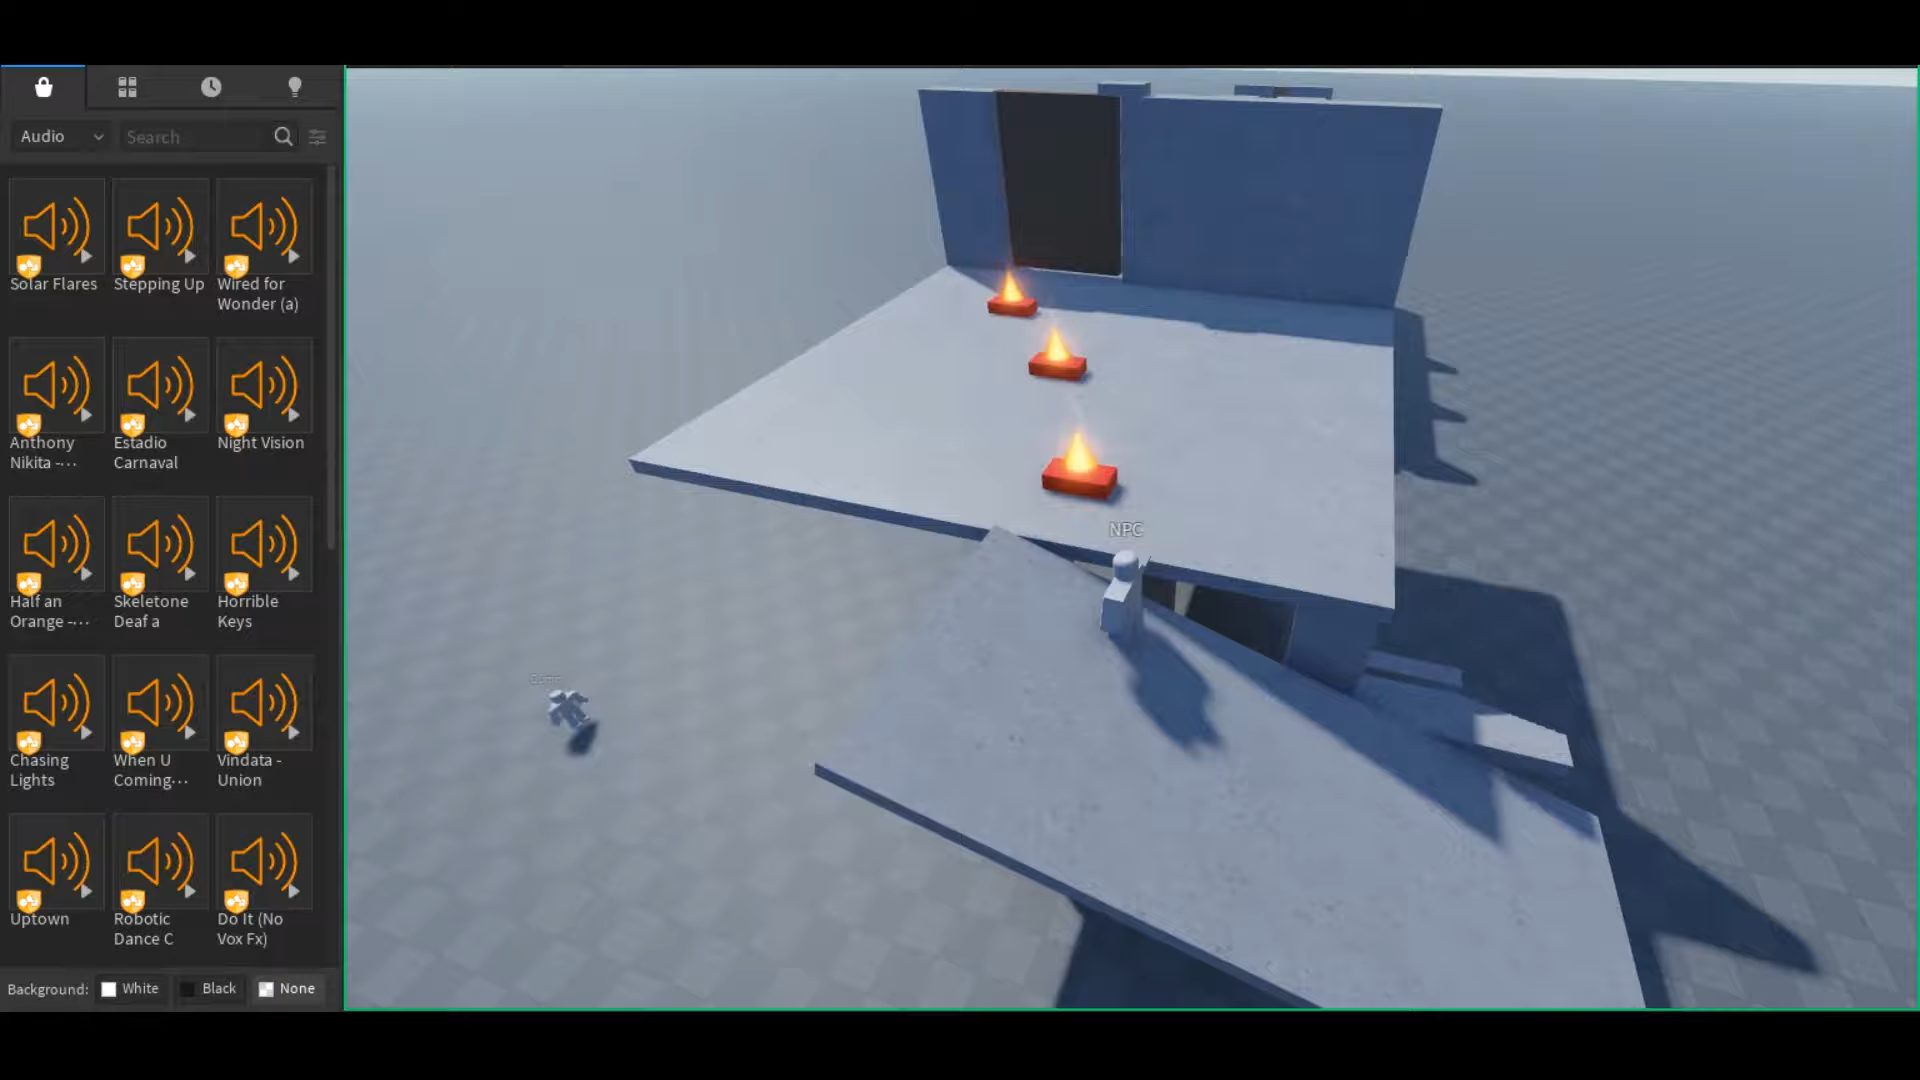 Audio
Search
Solar Flares
Stepping Up
Wired for
Wonder (a)
Anthony
Nikita -···
Estadio
Carnaval
Night Vision
Half an
Orange -···
Skeletone
Deaf a
Horrible
Keys
Chasing
Lights
When U
Coming···
Vindata -
Union
Uptown
Robotic
Dance C
Do It (No
Vox Fx)
Background:
White
Black
None
NPC